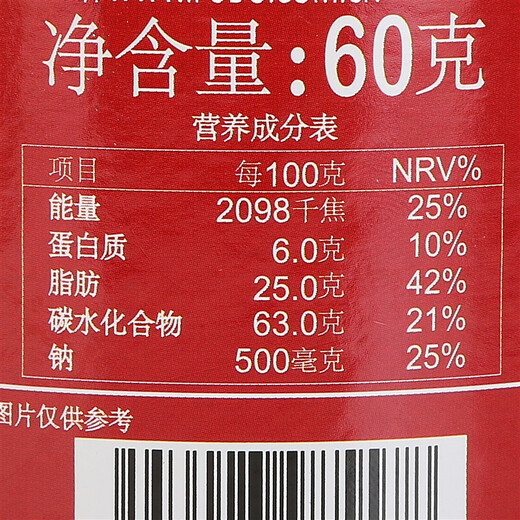 净含量:60克
营养成分表
项目 每100克 NRV%
能量 2098千焦 25%
蛋白质 6.0克 10%
脂肪 25.0克 42%
碳水化合物 63.0克 21%
钠 500毫克 25%
图片仅供参考